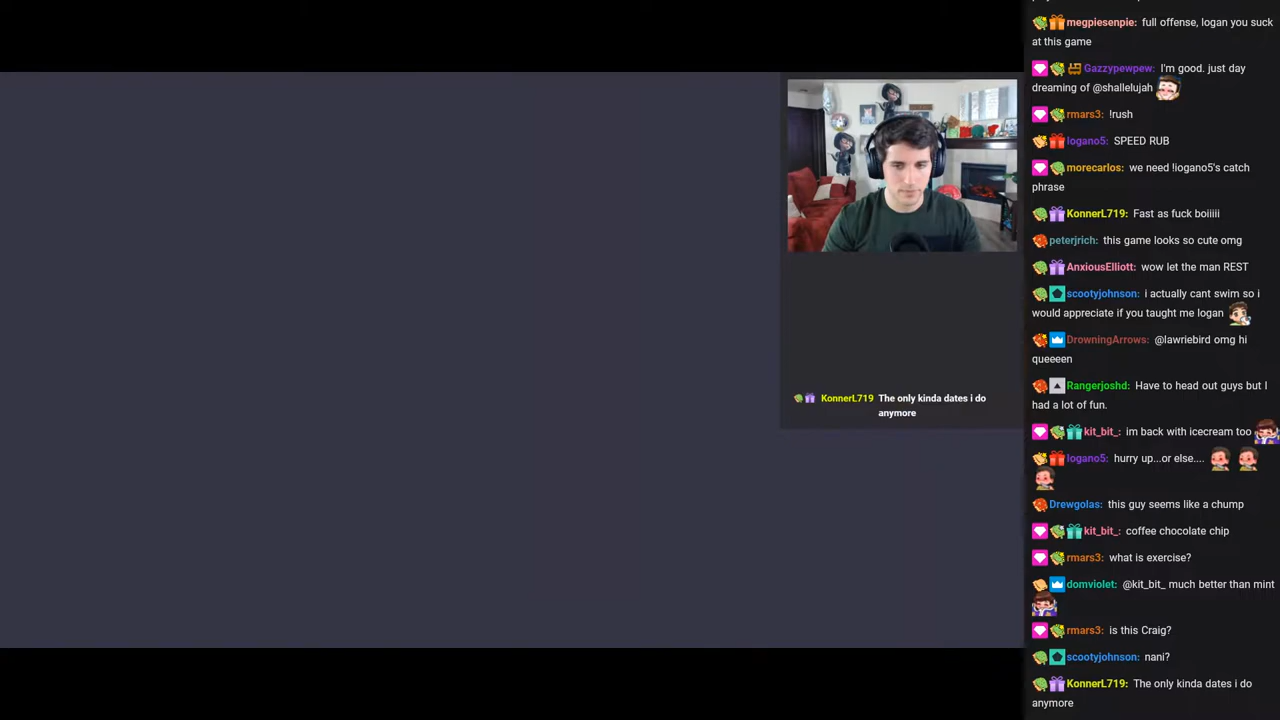 KonnerL719 The only kinda dates i do
anymore
megpiesenpie: full offense, logan you suck
at this game
Gazzypewpew: I'm good. just day
dreaming of @shallelujah
rmars3: !rush
logano5: SPEED RUB
morecarlos: we need !iogano5's catch
phrase
KonnerL719: Fast as fuck boiiiii
peterjrich: this game looks so cute omg
AnxiousElliott: wow let the man REST
scootyjohnson: i actually cant swim so i
would appreciate if you taught me logan
DrowningArrows: @lawriebird omg hi
queeeen
Rangerjoshd: Have to head out guys but I
had a lot of fun.
kit_bit_: im back with icecream too
logano5: hurry up...or else....
Drewgolas: this guy seems like a chump
kit_bit_: coffee chocolate chip
rmars3: what is exercise?
domviolet: @kit_bit_ much better than mint
rmars3: is this Craig?
scootyjohnson: nani?
KonnerL719: The only kinda dates i do
anymore